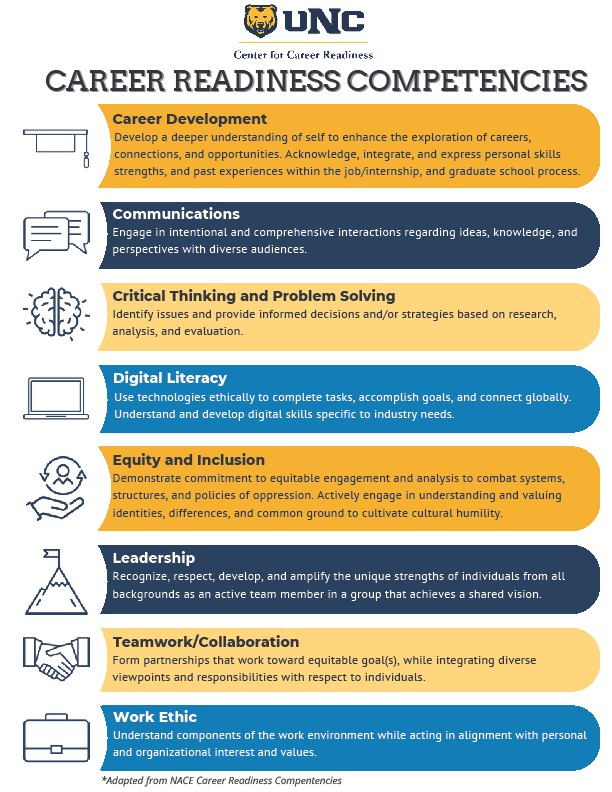 UNC
Center for Career Readiness
CAREER READINESS COMPETENCIES
Career Development
Develop a deeper understanding of self to enhance the exploration of careers,
connections, and opportunities. Acknowledge, integrate, and express personal skills
strengths, and past experiences within the job/internship, and graduate school process.
Communications
Engage in intentional and comprehensive interactions regarding ideas, knowledge, and
perspectives with diverse audiences.
Critical Thinking and Problem Solving
Identify issues and provide informed decisions and/or strategies based on research,
analysis, and evaluation.
Digital Literacy
Use technologies ethically to complete tasks, accomplish goals, and connect globally.
Understand and develop digital skills specific to industry needs.
Equity and Inclusion
Demonstrate commitment to equitable engagement and analysis to combat systems,
structures, and policies of oppression. Actively engage in understanding and valuing
identities, differences, and common ground to cultivate cultural humility.
Leadership
Recognize, respect, develop, and amplify the unique strengths of individuals from all
backgrounds as an active team member in a group that achieves a shared vision.
Teamwork/Collaboration
Form partnerships that work toward equitable goal(s), while integrating diverse
viewpoints and responsibilities with respect to individuals.
Work Ethic
Understand components of the work environment while acting in alignment with personal
and organizational interest and values.
*Adapted from NACE Career Readiness Compentencies